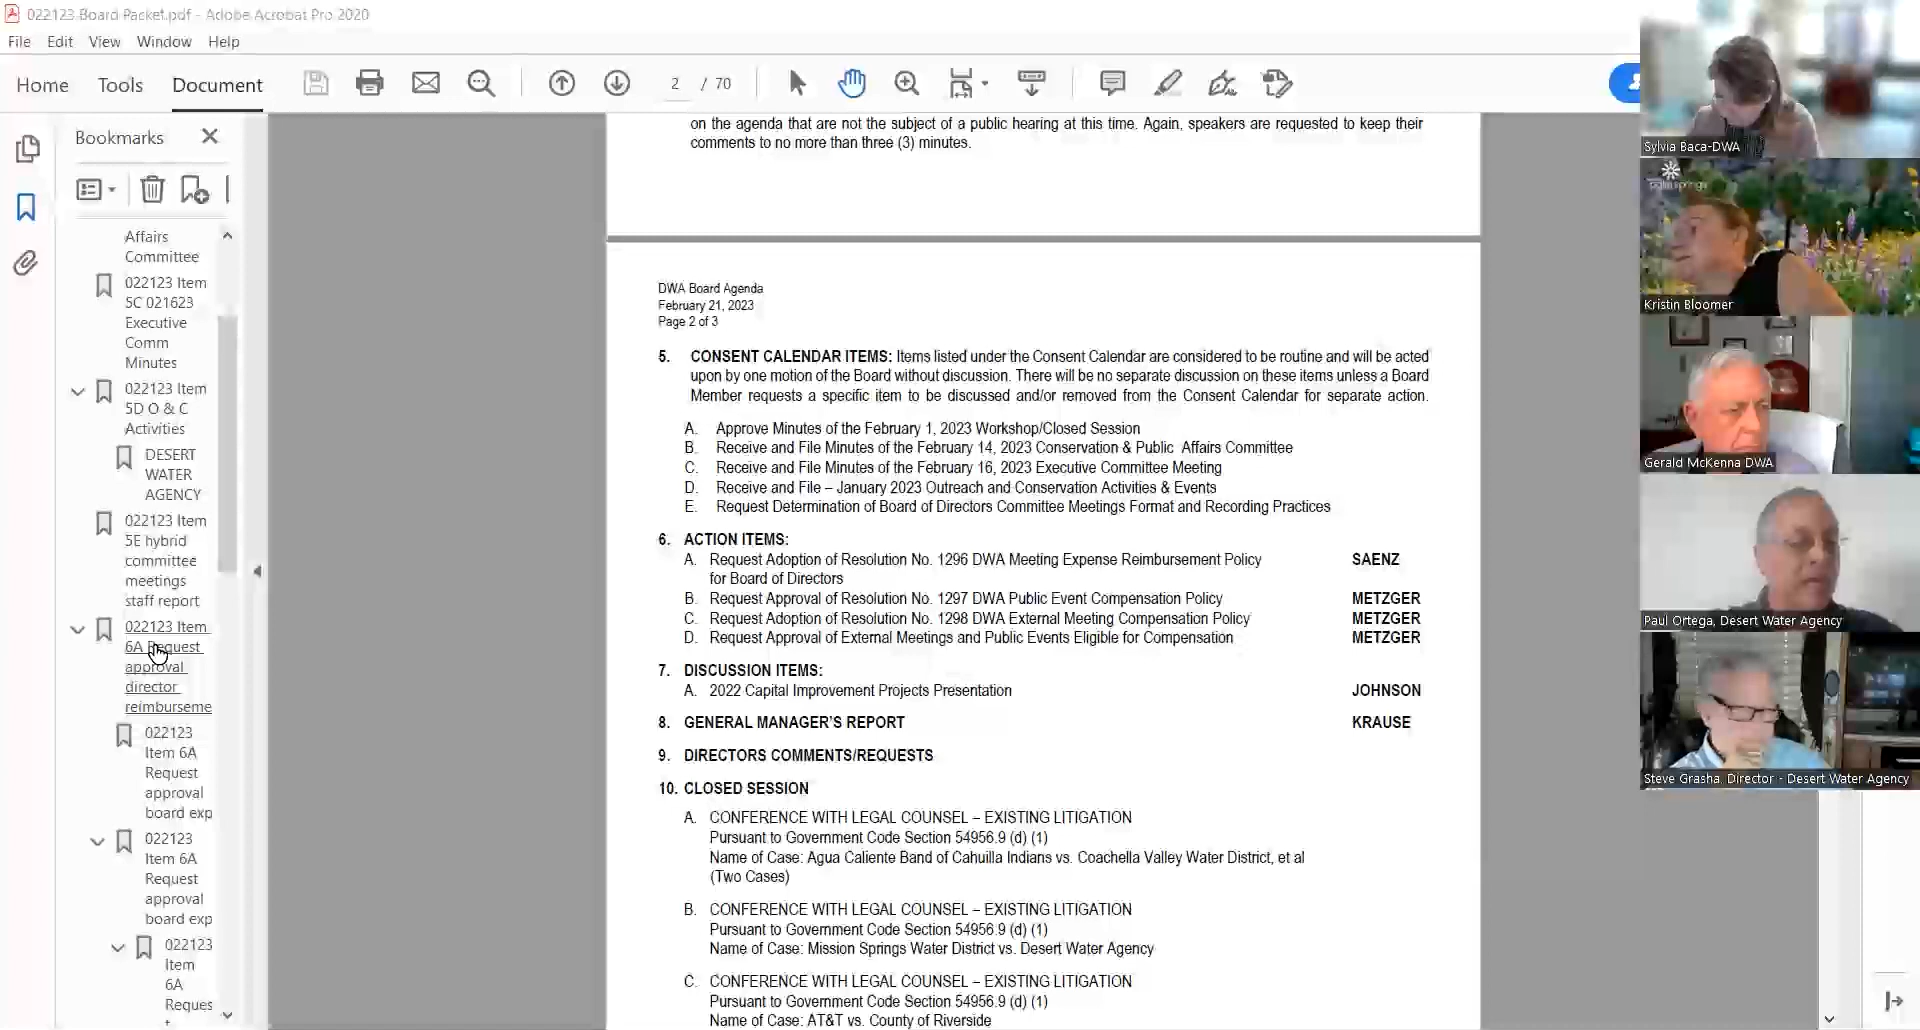 022123 Board Packet.pdf - Adobe Acrobat Pro 2020
File Edit View Window Help
Home Tools Document 2 / 70
Bookmarks
Affairs
Committee
022123 Item
5C 021623
Executive
Comm
Minutes
022123 Item
5D O & C
Activities
DESERT
WATER
AGENCY
022123 Item
5E hybrid
committee
meetings
staff report
022123 Item
6A Request
approval
director
reimburseme
022123
Item 6A
Request
approval
board exp
022123
Item 6A
Request
approval
board exp
022123
Item
6A
Reques
t
on the agenda that are not the subject of a public hearing at this time. Again, speakers are requested to keep their
comments to no more than three (3) minutes.
DWA Board Agenda
February 21, 2023
Page 2 of 3
5. CONSENT CALENDAR ITEMS: Items listed under the Consent Calendar are considered to be routine and will be acted
upon by one motion of the Board without discussion. There will be no separate discussion on these items unless a Board
Member requests a specific item to be discussed and/or removed from the Consent Calendar for separate action.
A. Approve Minutes of the February 1, 2023 Workshop/Closed Session
B. Receive and File Minutes of the February 14, 2023 Conservation & Public Affairs Committee
C. Receive and File Minutes of the February 16, 2023 Executive Committee Meeting
D. Receive and File – January 2023 Outreach and Conservation Activities & Events
E. Request Determination of Board of Directors Committee Meetings Format and Recording Practices
6. ACTION ITEMS:
A. Request Adoption of Resolution No. 1296 DWA Meeting Expense Reimbursement Policy SAENZ
for Board of Directors
B. Request Approval of Resolution No. 1297 DWA Public Event Compensation Policy METZGER
C. Request Adoption of Resolution No. 1298 DWA External Meeting Compensation Policy METZGER
D. Request Approval of External Meetings and Public Events Eligible for Compensation METZGER
7. DISCUSSION ITEMS:
A. 2022 Capital Improvement Projects Presentation JOHNSON
8. GENERAL MANAGER'S REPORT KRAUSE
9. DIRECTORS COMMENTS/REQUESTS
10. CLOSED SESSION
A. CONFERENCE WITH LEGAL COUNSEL – EXISTING LITIGATION
Pursuant to Government Code Section 54956.9 (d) (1)
Name of Case: Agua Caliente Band of Cahuilla Indians vs. Coachella Valley Water District, et al
(Two Cases)
B. CONFERENCE WITH LEGAL COUNSEL – EXISTING LITIGATION
Pursuant to Government Code Section 54956.9 (d) (1)
Name of Case: Mission Springs Water District vs. Desert Water Agency
C. CONFERENCE WITH LEGAL COUNSEL – EXISTING LITIGATION
Pursuant to Government Code Section 54956.9 (d) (1)
Name of Case: AT&T vs. County of Riverside
Sylvia Baca-DWA
Kristin Bloomer
Gerald McKenna DWA
Paul Ortega, Desert Water Agency
Steve Grasha, Director - Desert Water Agency